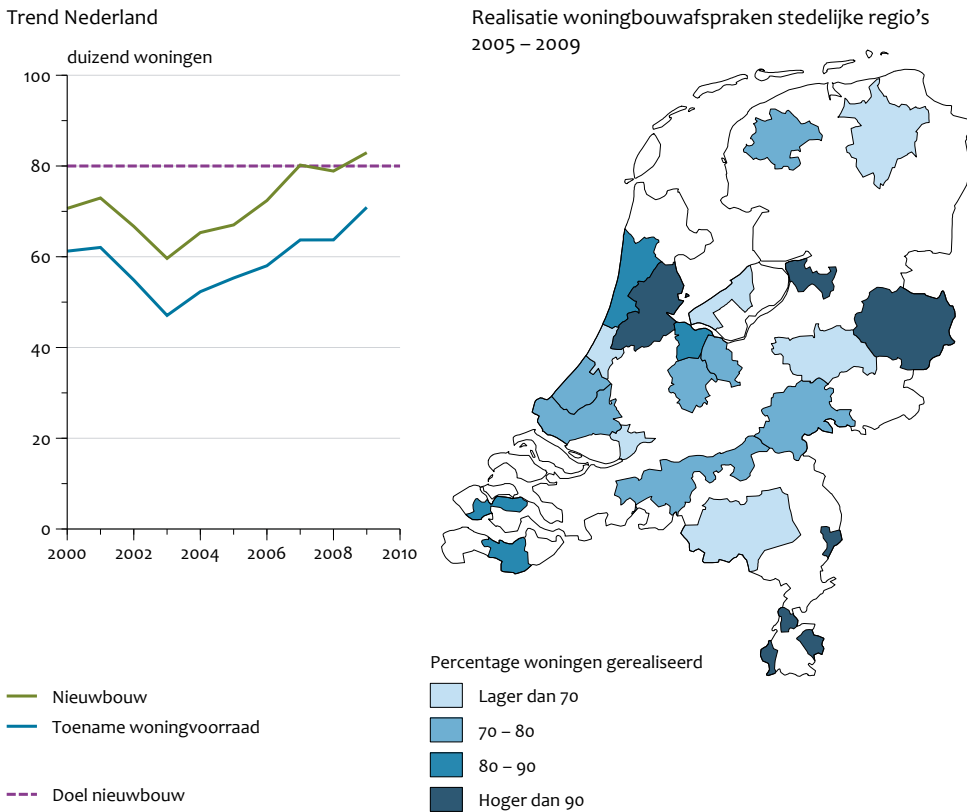 Trend Nederland
duizend woningen
100
80
60
40
20
0
2000 2002 2004 2006 2008 2010
Nieuwbouw
Toename woningvoorraad
Doel nieuwbouw
Realisatie woningbouwafspraken stedelijke regio's
2005 – 2009
Percentage woningen gerealiseerd
Lager dan 70
70 – 80
80 – 90
Hoger dan 90